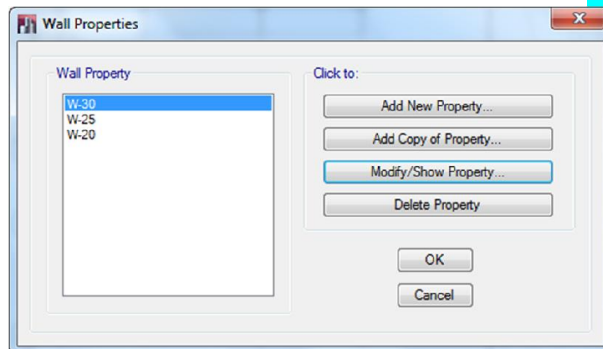 Wall Properties
Wall Property
W-30
W-25
W-20
Click to:
Add New Property...
Add Copy of Property...
Modify/Show Property...
Delete Property
OK
Cancel